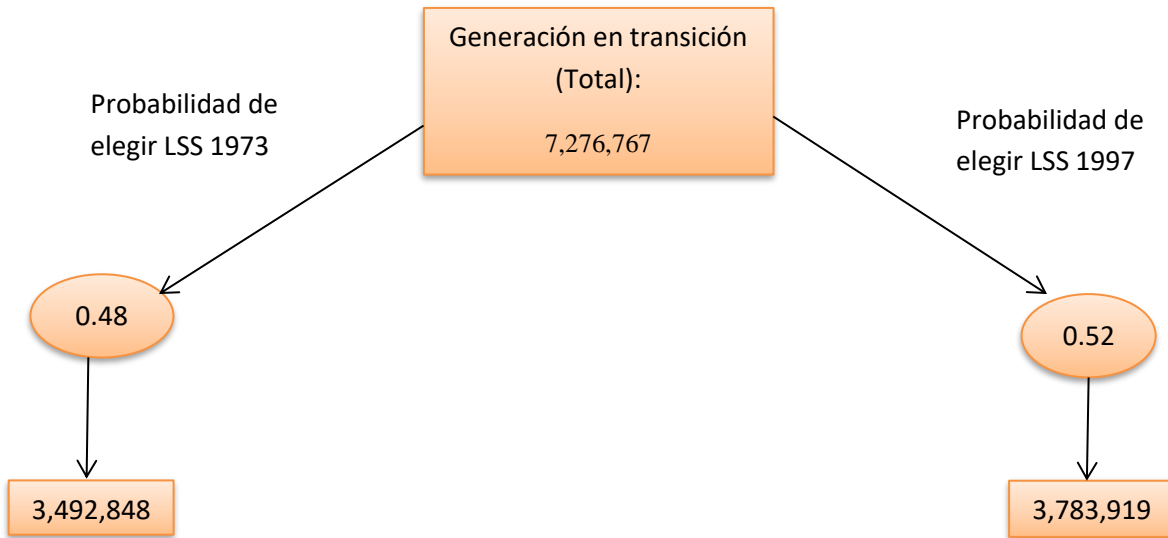 Generación en transición
(Total):
7,276,767
Probabilidad de
elegir LSS 1973
Probabilidad de
elegir LSS 1997
0.48
0.52
3,492,848
3,783,919